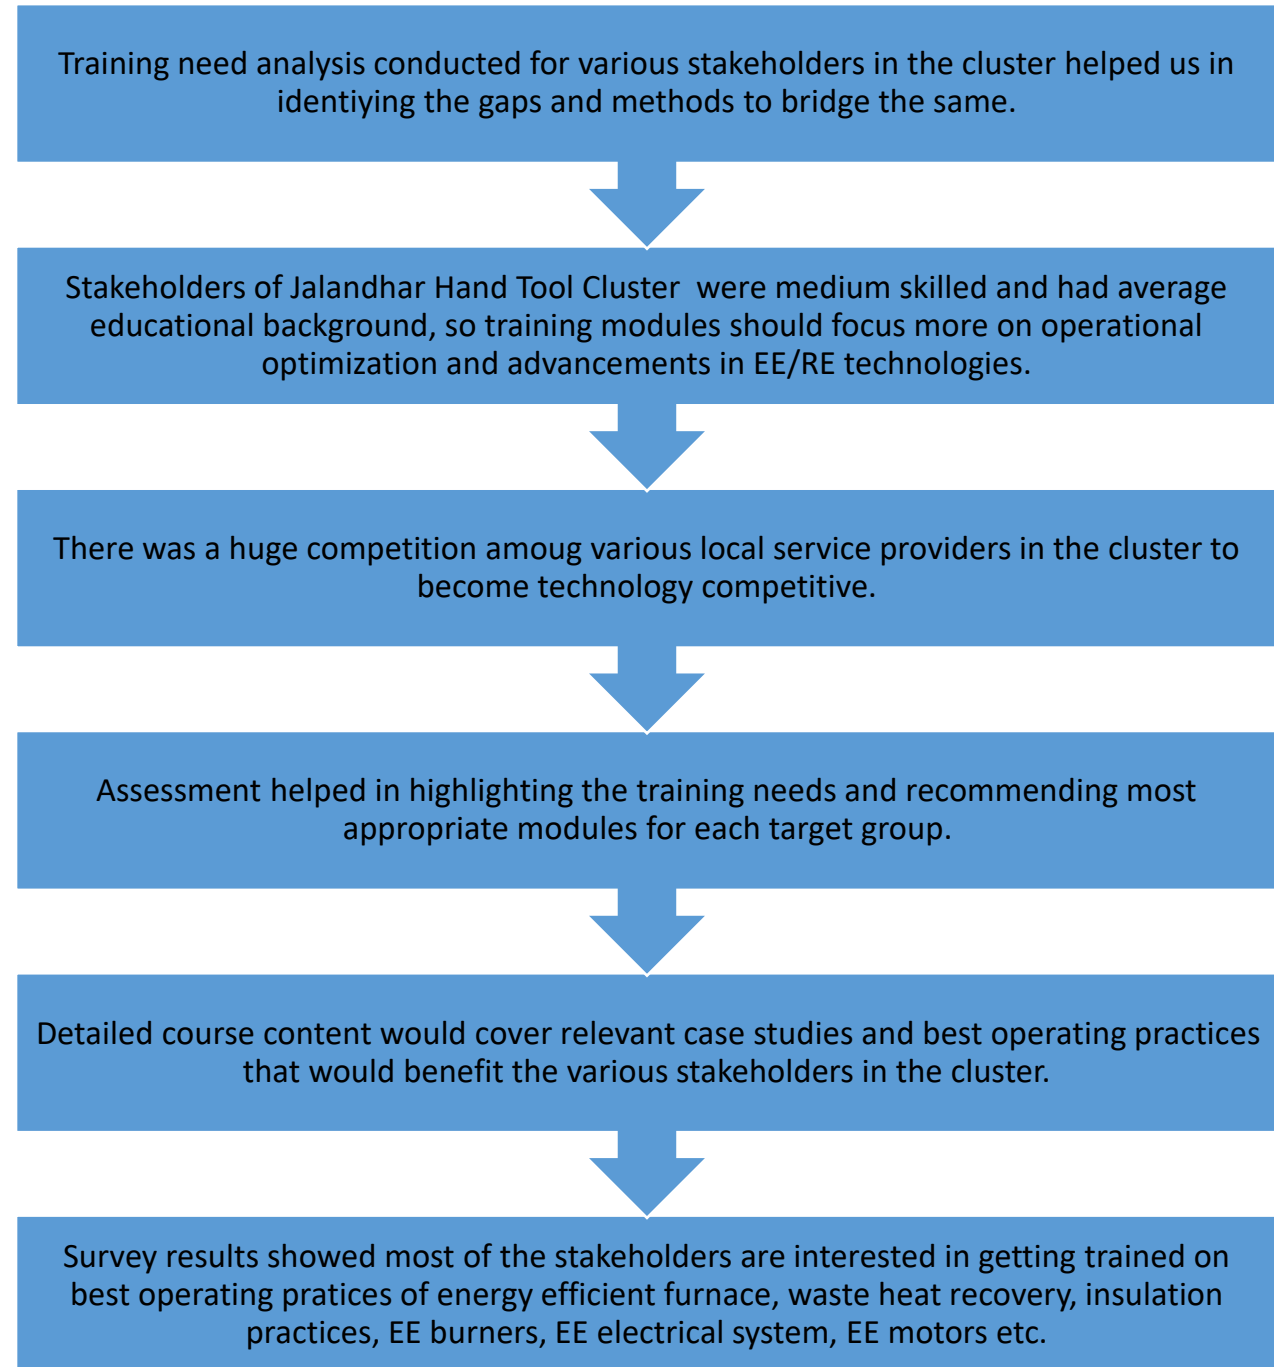 Training need analysis conducted for various stakeholders in the cluster helped us in
identiying the gaps and methods to bridge the same.
Stakeholders of Jalandhar Hand Tool Cluster were medium skilled and had average
educational background, so training modules should focus more on operational
optimization and advancements in EE/RE technologies.
There was a huge competition amoug various local service providers in the cluster to
become technology competitive.
Assessment helped in highlighting the training needs and recommending most
appropriate modules for each target group.
Detailed course content would cover relevant case studies and best operating practices
that would benefit the various stakeholders in the cluster.
Survey results showed most of the stakeholders are interested in getting trained on
best operating pratices of energy efficient furnace, waste heat recovery, insulation
practices, EE burners, EE electrical system, EE motors etc.